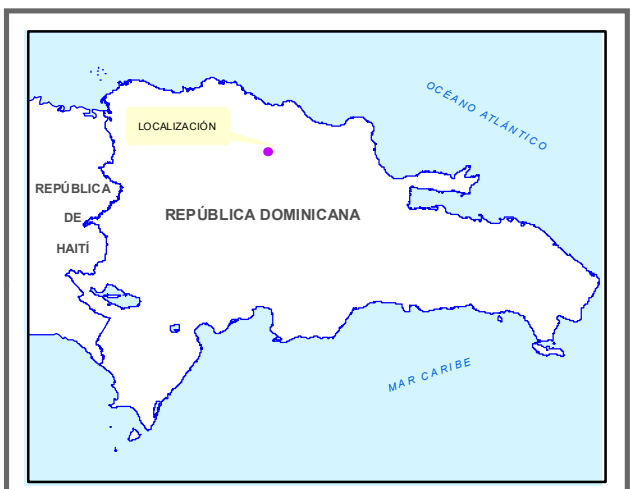 OCÉANO ATLÁNTICO
LOCALIZACIÓN
REPÚBLICA
DE
HAITÍ
REPÚBLICA DOMINICANA
MAR CARIBE